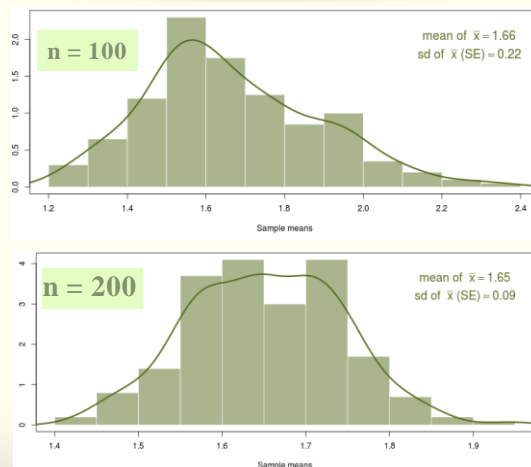 n = 100
mean of x̅ = 1.66
sd of x̅ (SE) = 0.22
0.0 0.5 1.0 1.5 2.0
1.2 1.4 1.6 1.8 2.0 2.2 2.4
Sample means
n = 200
mean of x̅ = 1.65
sd of x̅ (SE) = 0.09
0 1 2 3 4
1.4 1.5 1.6 1.7 1.8 1.9
Sample means